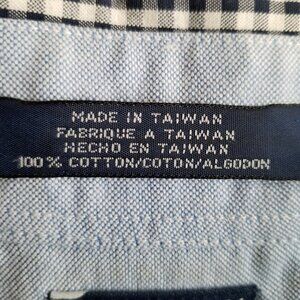 MADE IN TAIWAN
FABRIQUE A TAIWAN
HECHO EN TAIWAN
100% COTTON/COTON/ALGODON